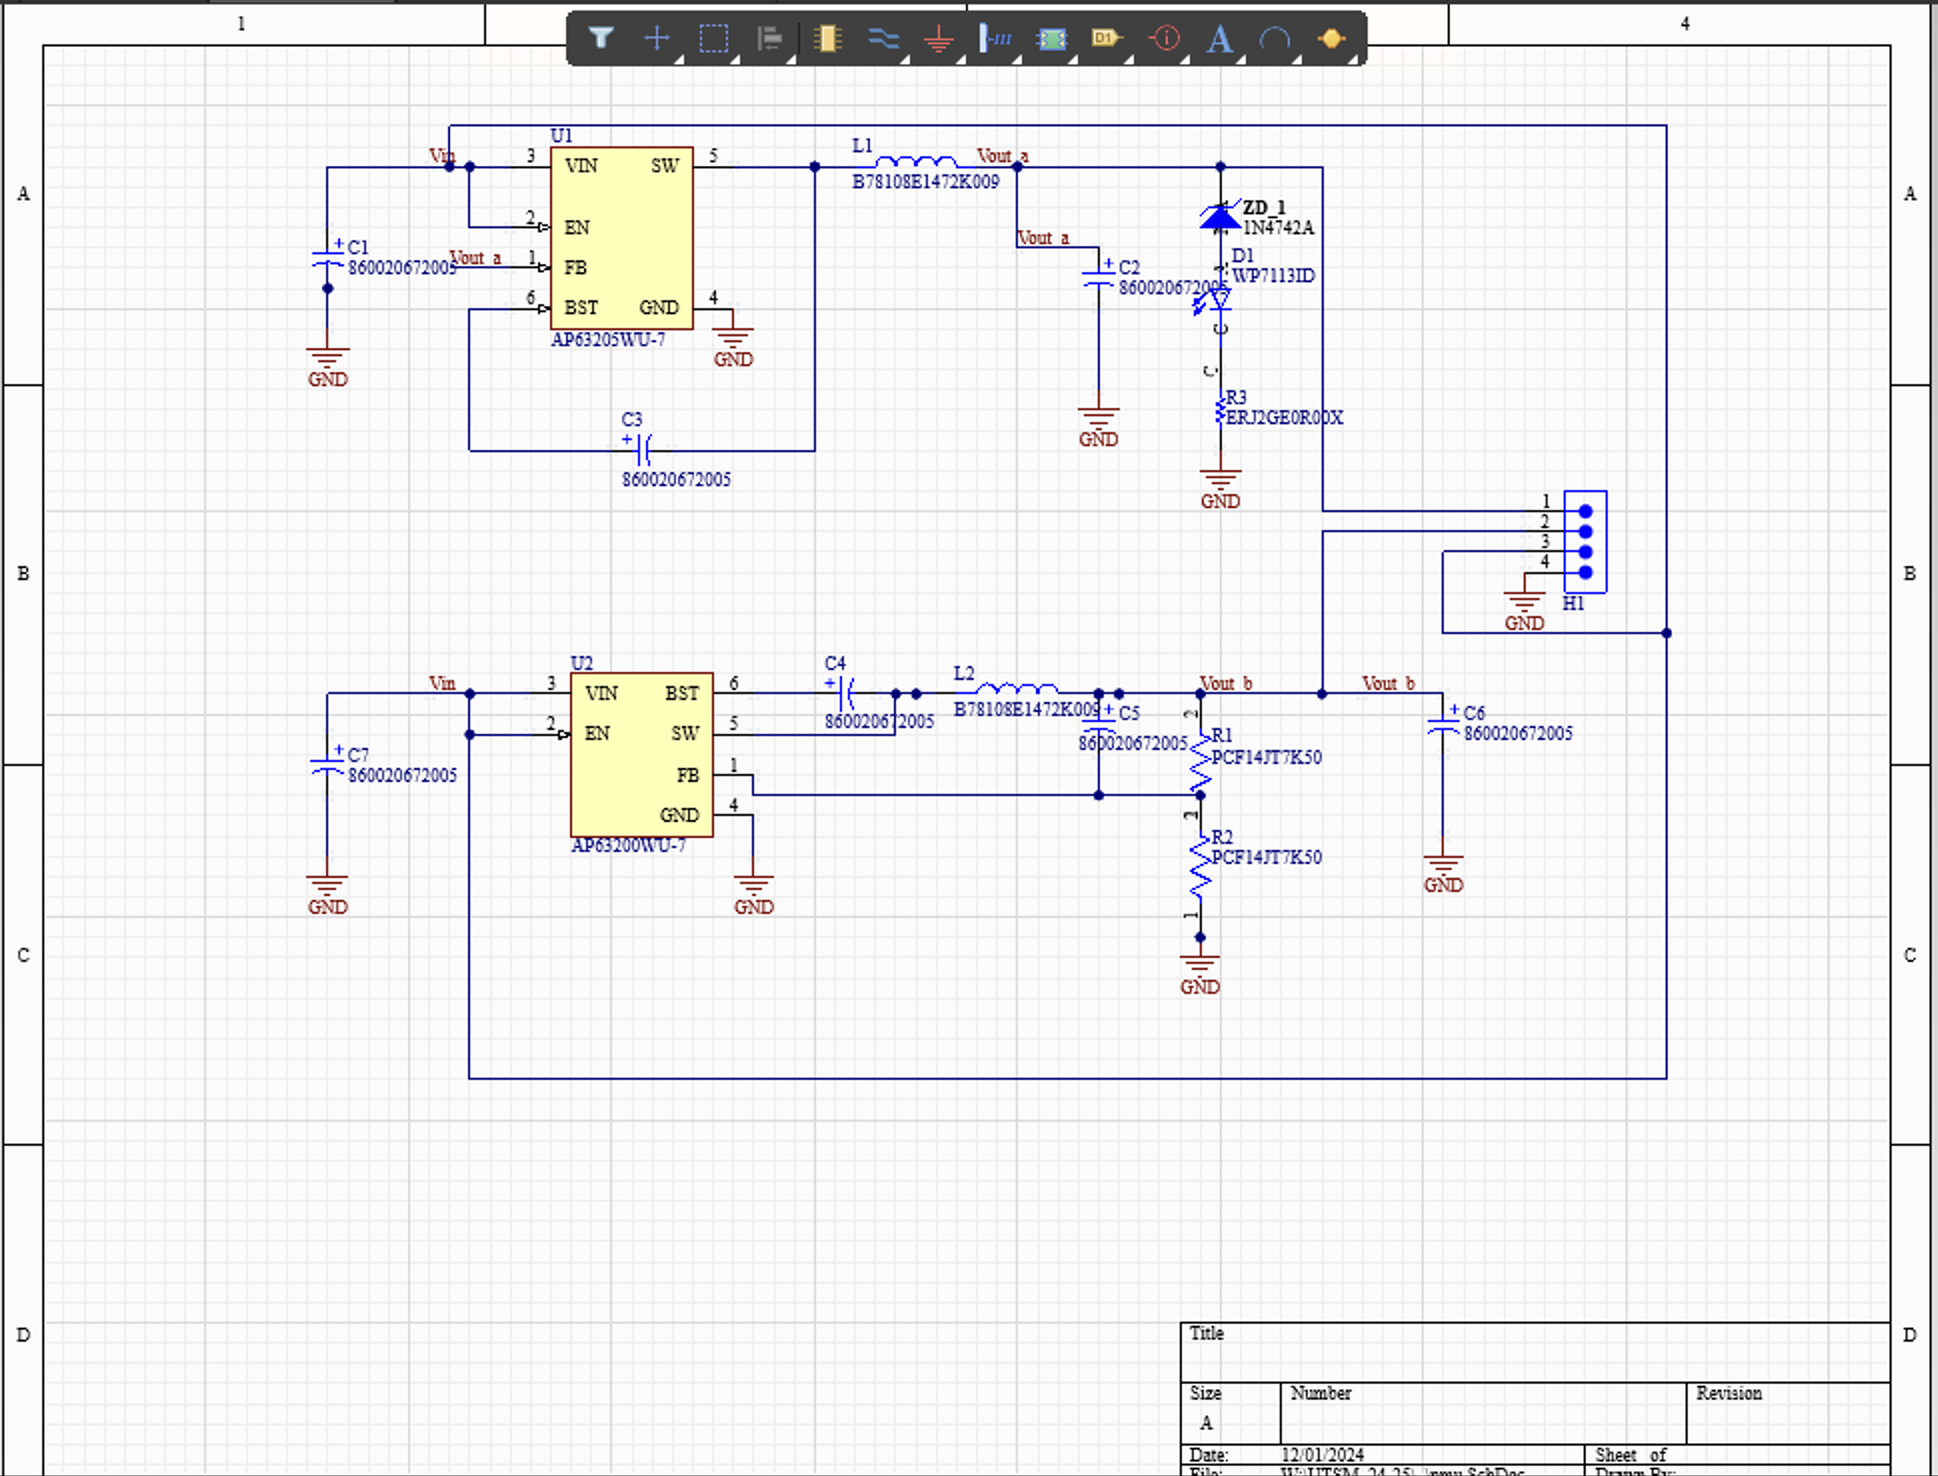 1
4
D1
A
A
A
U1
Vin
3
VIN
SW
5
L1
Vout_a
B78108E1472K009
2
EN
ZD_1
1N4742A
Vout_a
C1
860020672005
Vout_a
1
FB
D1
WP7113ID
C2
860020672005
6
BST
GND
4
AP63205WU-7
GND
GND
C
C
R3
ERJ2GE0R00X
C3
GND
860020672005
GND
1
2
3
4
B
B
H1
GND
U2
C4
L2
Vin
3
VIN
BST
6
Vout_b
Vout_b
860020672005
B78108E1472K009
C5
2
C6
860020672005
2
EN
SW
5
860020672005
R1
PCF14JT7K50
C7
860020672005
FB
1
GND
4
2
R2
PCF14JT7K50
AP63200WU-7
GND
GND
GND
1
C
C
GND
D
D
Title
Size
Number
Revision
A
Date:
12/01/2024
Sheet of
File:
Drawn By: